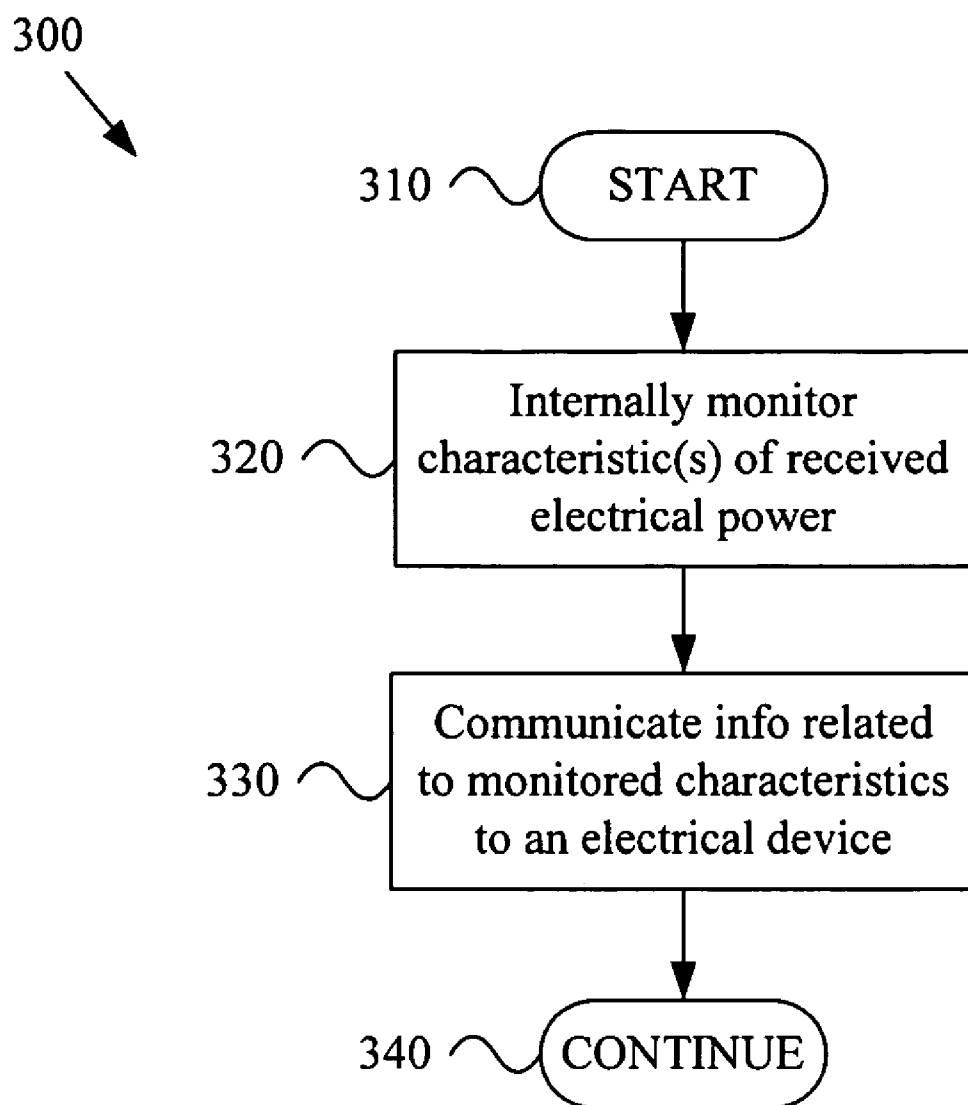 300
310
START
Internally monitor
320
characteristic(s) of received
electrical power
Communicate info related
330
to monitored characteristics
to an electrical device
340
CONTINUE